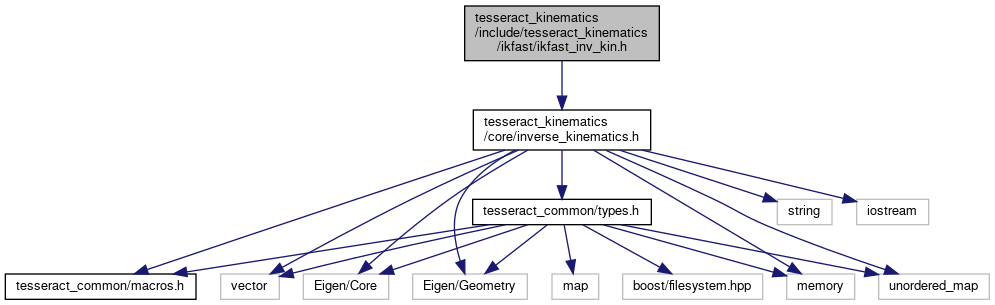 tesseract_kinematics
/include/tesseract_kinematics
/ikfast/ikfast_inv_kin.h
tesseract_kinematics
/core/inverse_kinematics.h
tesseract_common/types.h
string
iostream
tesseract_common/macros.h
vector
Eigen/Core
Eigen/Geometry
map
boost/filesystem.hpp
memory
unordered_map